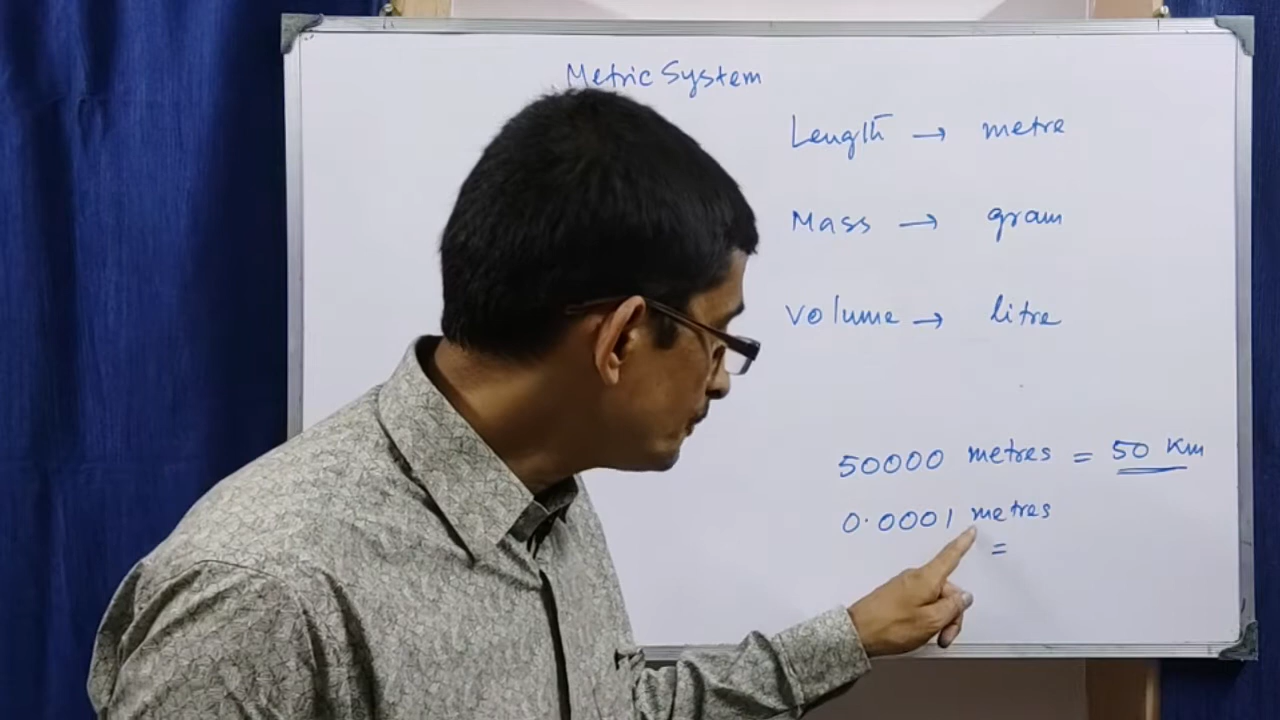 Metric System
Length → metre
Mass → gram
Volume → litre
50000 metres = 50 Km
0.0001 metres
=